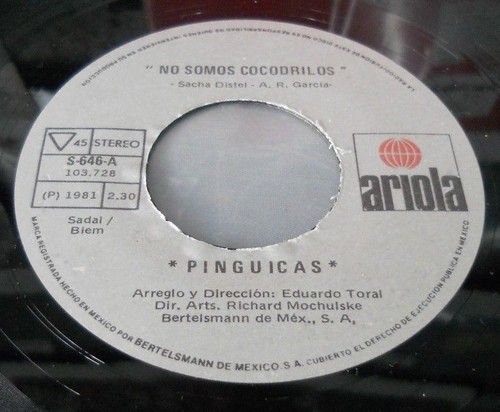 " NO SOMOS COCODRILOS "
- Sacha Distel - A. R. Garcia-
45 STEREO
S-646-A
103.728
(P) 1981 2.30
Sadal /
Biem
ariola
* PINGUICAS *
Arreglo y Dirección: Eduardo Toral
Dir. Arts. Richard Mochulske
Bertelsmann de Méx., S. A,
MARCA REGISTRADA HECHO EN MEXICO POR BERTELSMANN DE MEXICO, S.A. CUBIERTO EL DERECHO DE EJECUCION PUBLICA EN MEXICO